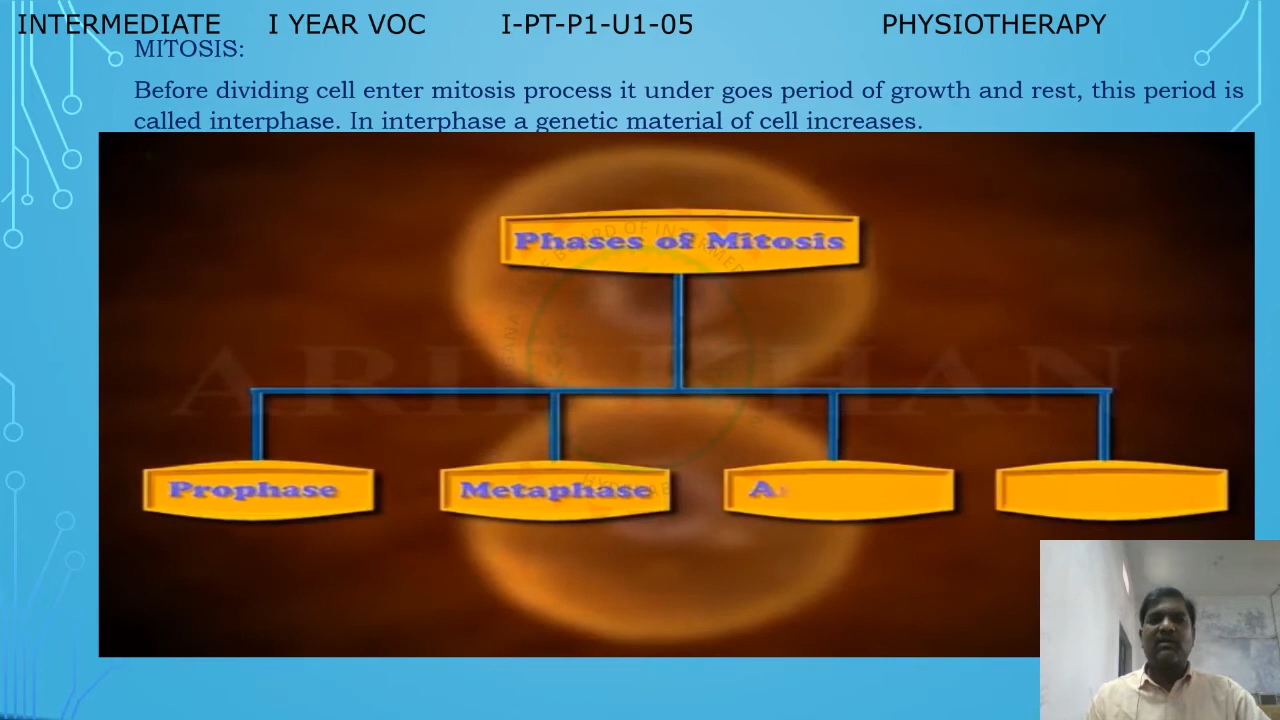 INTERMEDIATE I YEAR VOC I-PT-P1-U1-05 PHYSIOTHERAPY
MITOSIS:
Before dividing cell enter mitosis process it under goes period of growth and rest, this period is
called interphase. In interphase a genetic material of cell increases.
Phases of Mitosis
Prophase Metaphase A